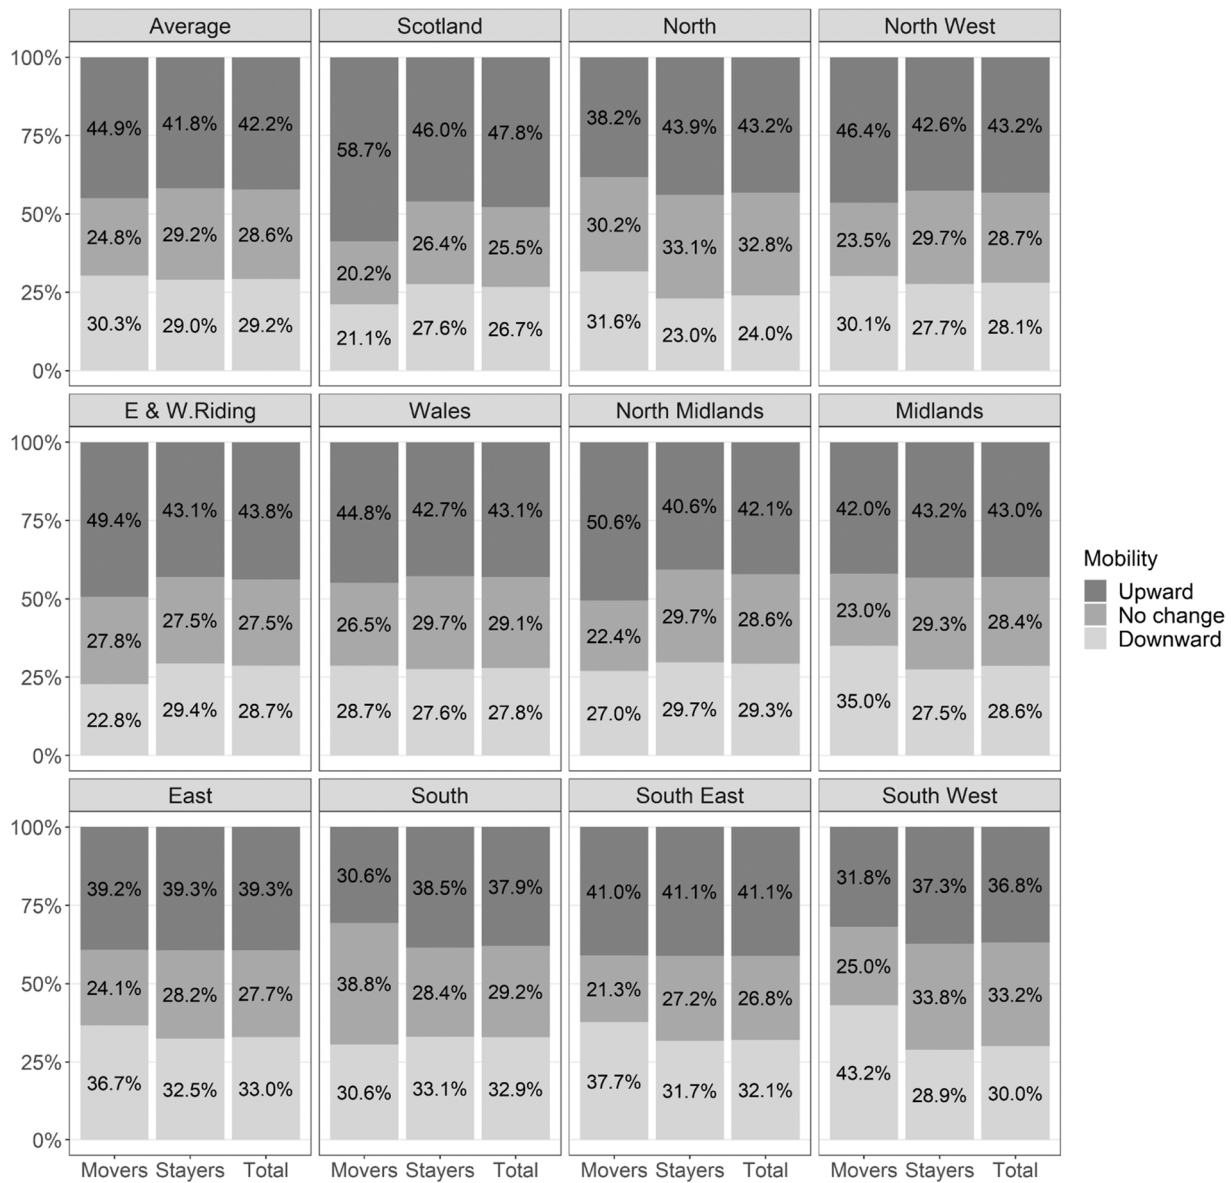 Average Scotland North North West
100%
75%
50%
25%
0%
44.9% 41.8% 42.2%
24.8% 29.2% 28.6%
30.3% 29.0% 29.2%
58.7% 46.0% 47.8%
20.2% 26.4% 25.5%
21.1% 27.6% 26.7%
38.2% 43.9% 43.2%
30.2% 33.1% 32.8%
31.6% 23.0% 24.0%
46.4% 42.6% 43.2%
23.5% 29.7% 28.7%
30.1% 27.7% 28.1%
E & W.Riding Wales North Midlands Midlands
100%
75%
50%
25%
0%
49.4% 43.1% 43.8%
27.8% 27.5% 27.5%
22.8% 29.4% 28.7%
44.8% 42.7% 43.1%
26.5% 29.7% 29.1%
28.7% 27.6% 27.8%
50.6% 40.6% 42.1%
22.4% 29.7% 28.6%
27.0% 29.7% 29.3%
42.0% 43.2% 43.0%
23.0% 29.3% 28.4%
35.0% 27.5% 28.6%
East South South East South West
100%
75%
50%
25%
0%
39.2% 39.3% 39.3%
24.1% 28.2% 27.7%
36.7% 32.5% 33.0%
30.6% 38.5% 37.9%
38.8% 28.4% 29.2%
30.6% 33.1% 32.9%
41.0% 41.1% 41.1%
21.3% 27.2% 26.8%
37.7% 31.7% 32.1%
31.8% 37.3% 36.8%
25.0% 33.8% 33.2%
43.2% 28.9% 30.0%
Movers Stayers Total Movers Stayers Total Movers Stayers Total Movers Stayers Total
Mobility
Upward
No change
Downward